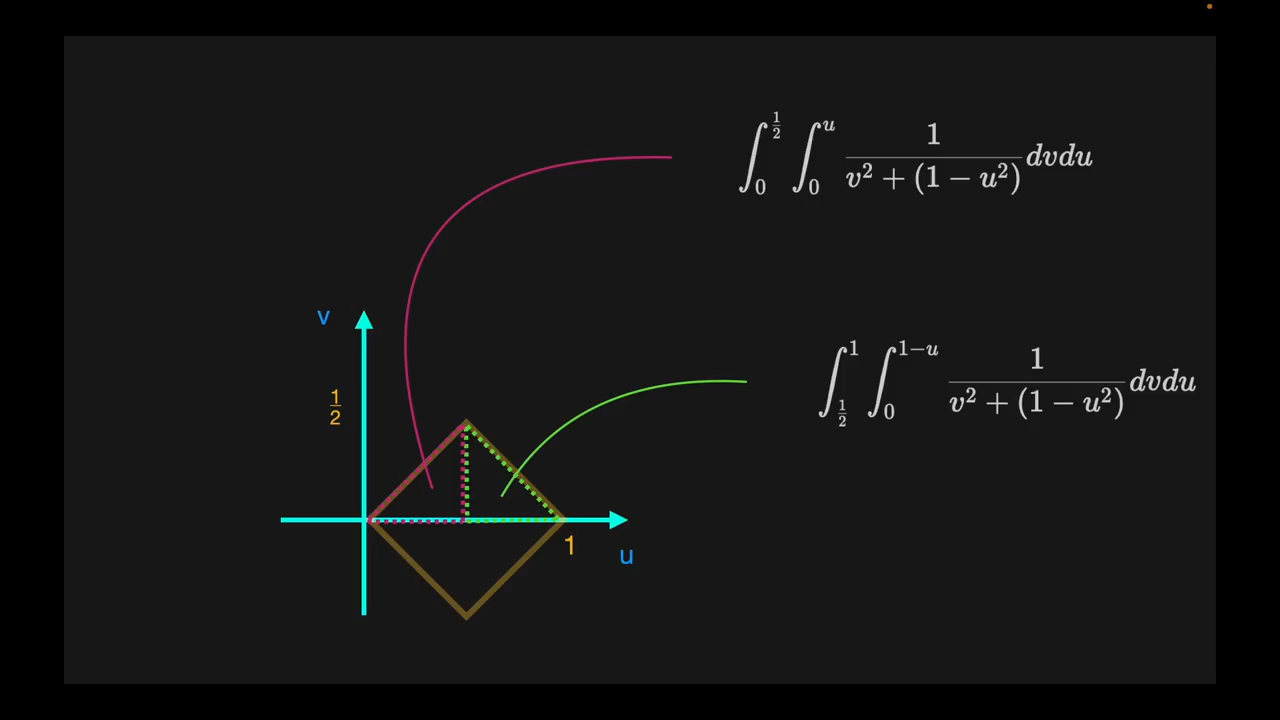 ∫_0^{1/2} ∫_0^u 1/(v² + (1 − u²)) dvdu
v
∫_{1/2}^1 ∫_0^{1−u} 1/(v² + (1 − u²)) dvdu
1/2
1
u